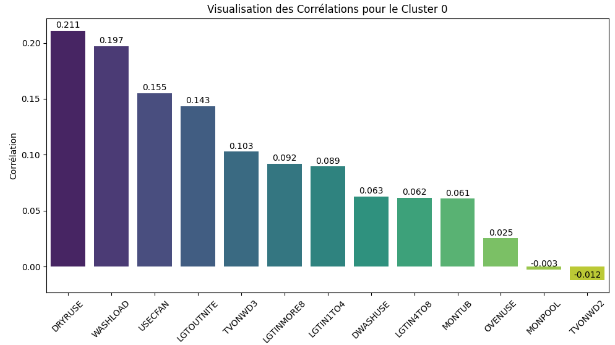 Visualisation des Corrélations pour le Cluster 0
Corrélation
0.20
0.15
0.10
0.05
0.00
0.211
0.197
0.155
0.143
0.103
0.092
0.089
0.063
0.062
0.061
0.025
-0.003
-0.012
DRYRUSE
WASHLOAD
USECFAN
LGTOUTNITE
TVONWD3
LGTINMORE8
LGTIN1TO4
DWASHUSE
LGTIN4TO8
MONTUB
OVENUSE
MONPOOL
TVONWD2